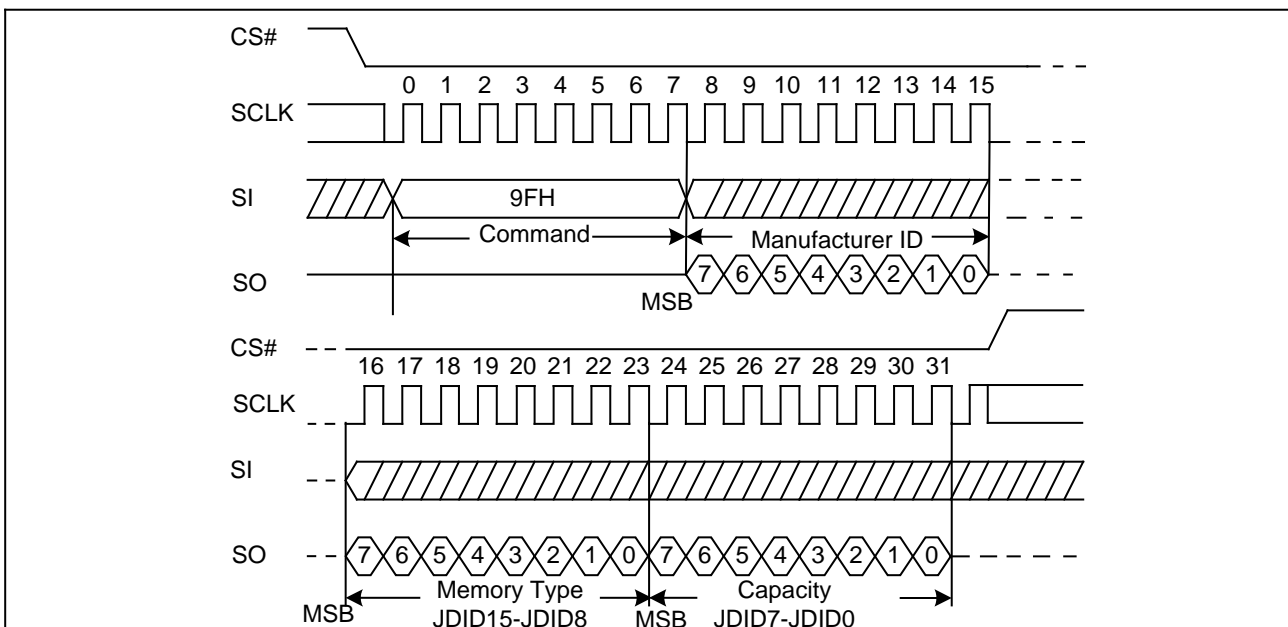 CS#
0 1 2 3 4 5 6 7 8 9 10 11 12 13 14 15
SCLK
SI
9FH
Command
Manufacturer ID
SO
7 6 5 4 3 2 1 0
MSB
CS#
16 17 18 19 20 21 22 23 24 25 26 27 28 29 30 31
SCLK
SI
SO
7 6 5 4 3 2 1 0 7 6 5 4 3 2 1 0
Memory Type Capacity
MSB JDID15-JDID8 MSB JDID7-JDID0